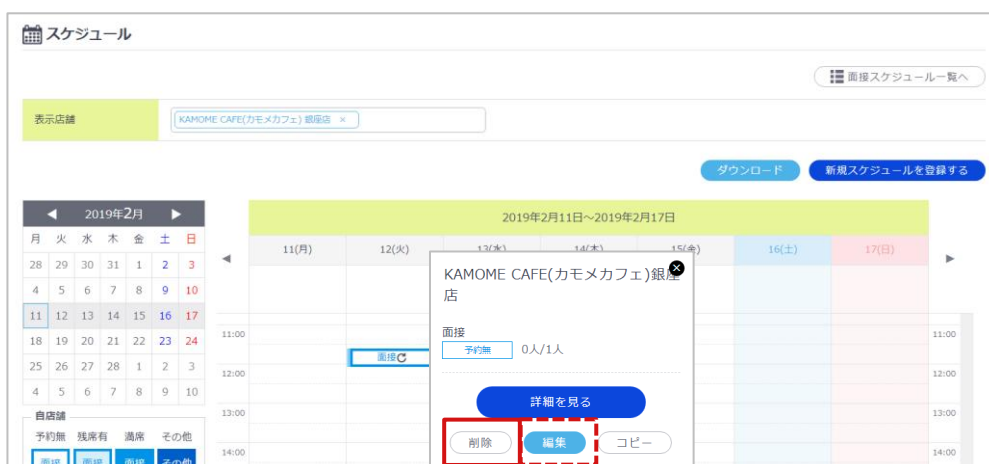 スケジュール
面接スケジュール一覧へ
表示店舗
KAMOME CAFE(カモメカフェ) 銀座店 ×
ダウンロード
新規スケジュールを登録する
◀ 2019年2月 ▶
月 火 水 木 金 土 日
28 29 30 31 1 2 3
4 5 6 7 8 9 10
11 12 13 14 15 16 17
18 19 20 21 22 23 24
25 26 27 28 1 2 3
4 5 6 7 8 9 10
自店舗
予約無 残席有 満席 その他
面接 面接 面接 その他
2019年2月11日~2019年2月17日
◀ 11(月) 12(火) 13(水) 14(木) 15(金) 16(土) 17(日) ▶
11:00 11:00
面接
12:00 12:00
13:00 13:00
14:00 14:00
KAMOME CAFE(カモメカフェ)銀座
店
面接
予約無 0人/1人
詳細を見る
削除 編集 コピー